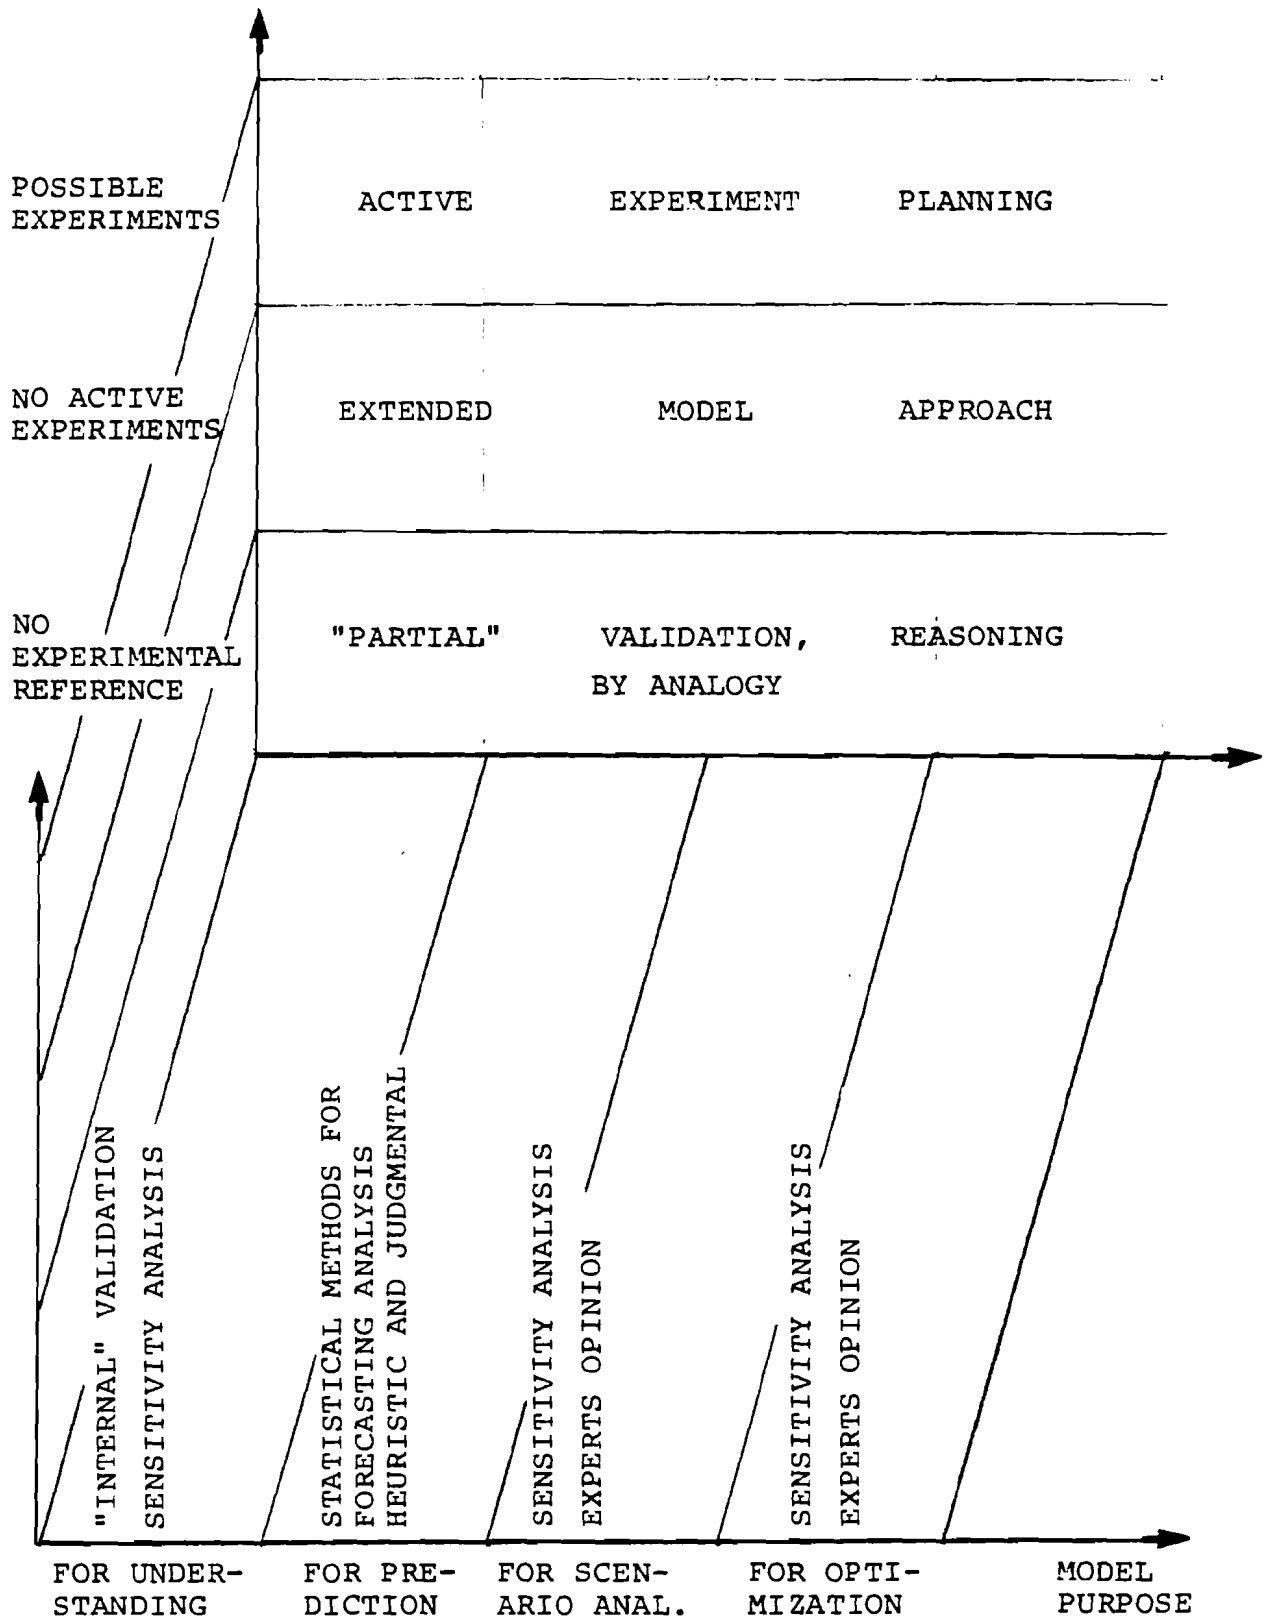 POSSIBLE
EXPERIMENTS
ACTIVE EXPERIMENT PLANNING
NO ACTIVE
EXPERIMENTS
EXTENDED MODEL APPROACH
NO
EXPERIMENTAL
REFERENCE
"PARTIAL" VALIDATION, REASONING
BY ANALOGY
"INTERNAL" VALIDATION
SENSITIVITY ANALYSIS
STATISTICAL METHODS FOR
FORECASTING ANALYSIS
HEURISTIC AND JUDGMENTAL
SENSITIVITY ANALYSIS
EXPERTS OPINION
SENSITIVITY ANALYSIS
EXPERTS OPINION
FOR UNDER-
STANDING
FOR PRE-
DICTION
FOR SCEN-
ARIO ANAL.
FOR OPTI-
MIZATION
MODEL
PURPOSE